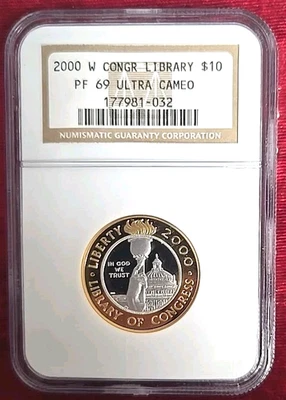 2000 W CONGR LIBRARY $10
PF 69 ULTRA CAMEO
177981-032
NUMISMATIC GUARANTY CORPORATION
LIBERTY 2000
IN GOD
WE
TRUST
LIBRARY OF CONGRESS